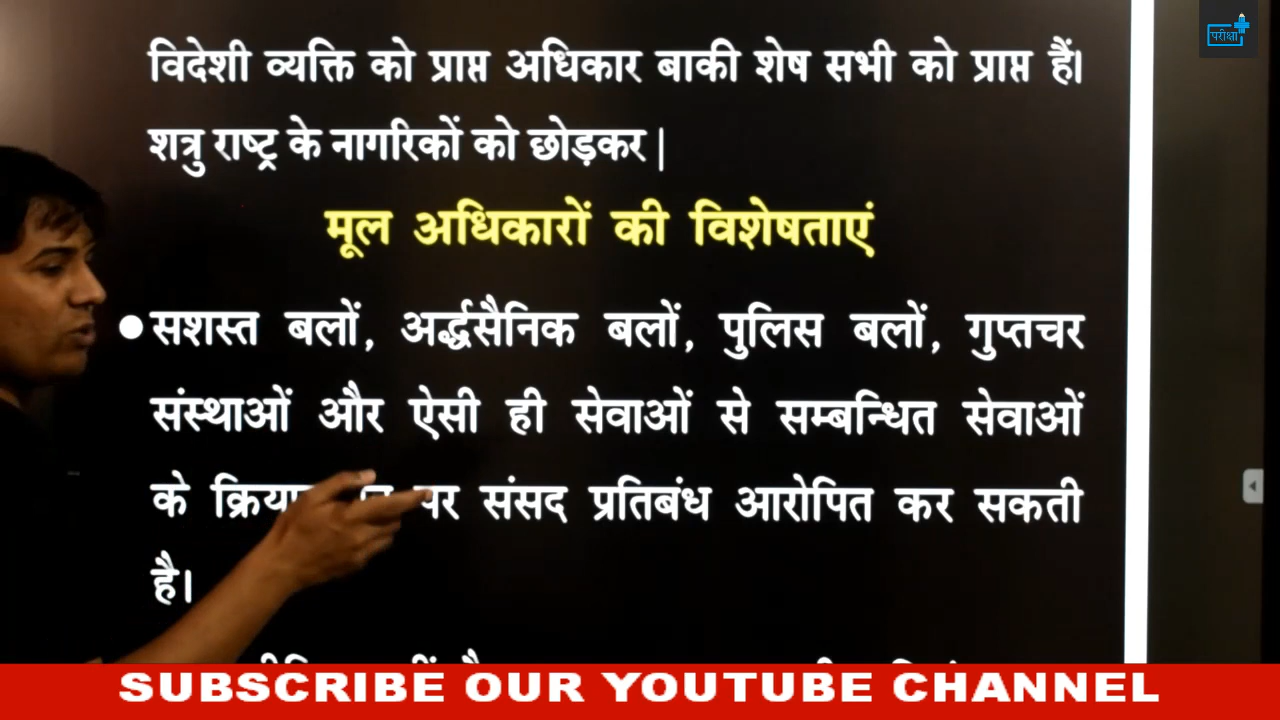 परीक्षा
विदेशी व्यक्ति को प्राप्त अधिकार बाकी शेष सभी को प्राप्त हैं।
शत्रु राष्ट्र के नागरिकों को छोड़कर |
मूल अधिकारों की विशेषताएं
सशस्त बलों, अर्द्धसैनिक बलों, पुलिस बलों, गुप्तचर
संस्थाओं और ऐसी ही सेवाओं से सम्बन्धित सेवाओं
के पर संसद प्रतिबंध आरोपित कर सकती
है।
SUBSCRIBE OUR YOUTUBE CHANNEL